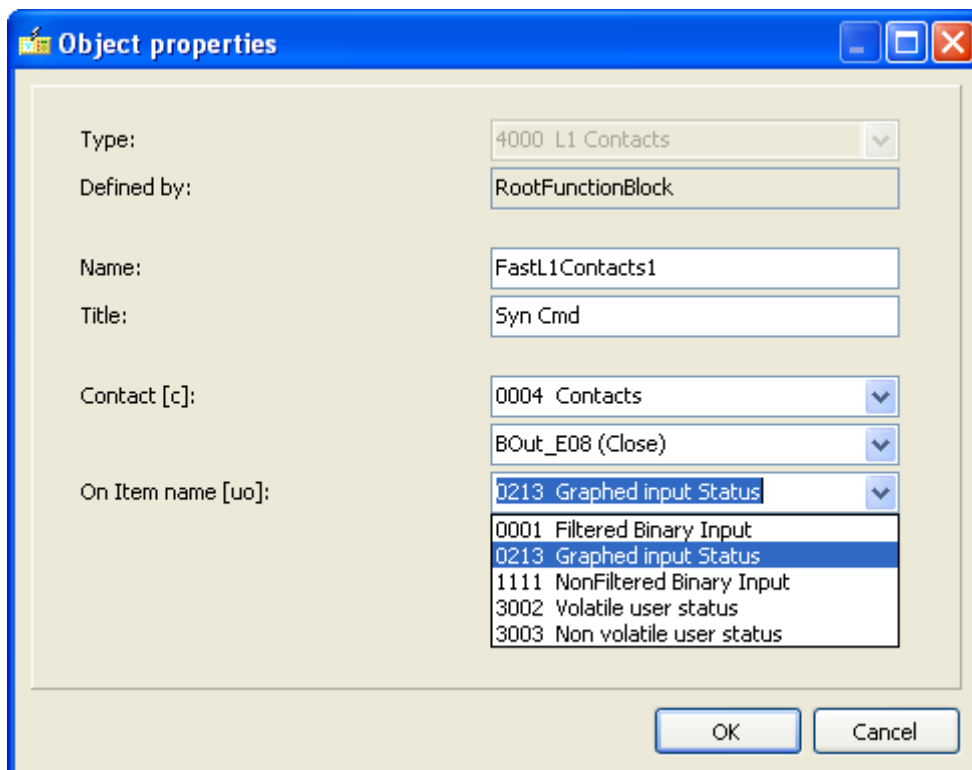 Object properties
Type: 4000 L1 Contacts
Defined by: RootFunctionBlock
Name: FastL1Contacts1
Title: Syn Cmd
Contact [c]: 0004 Contacts
BOut_E08 (Close)
On Item name [uo]: 0213 Graphed input Status
0001 Filtered Binary Input
0213 Graphed input Status
1111 NonFiltered Binary Input
3002 Volatile user status
3003 Non volatile user status
OK Cancel